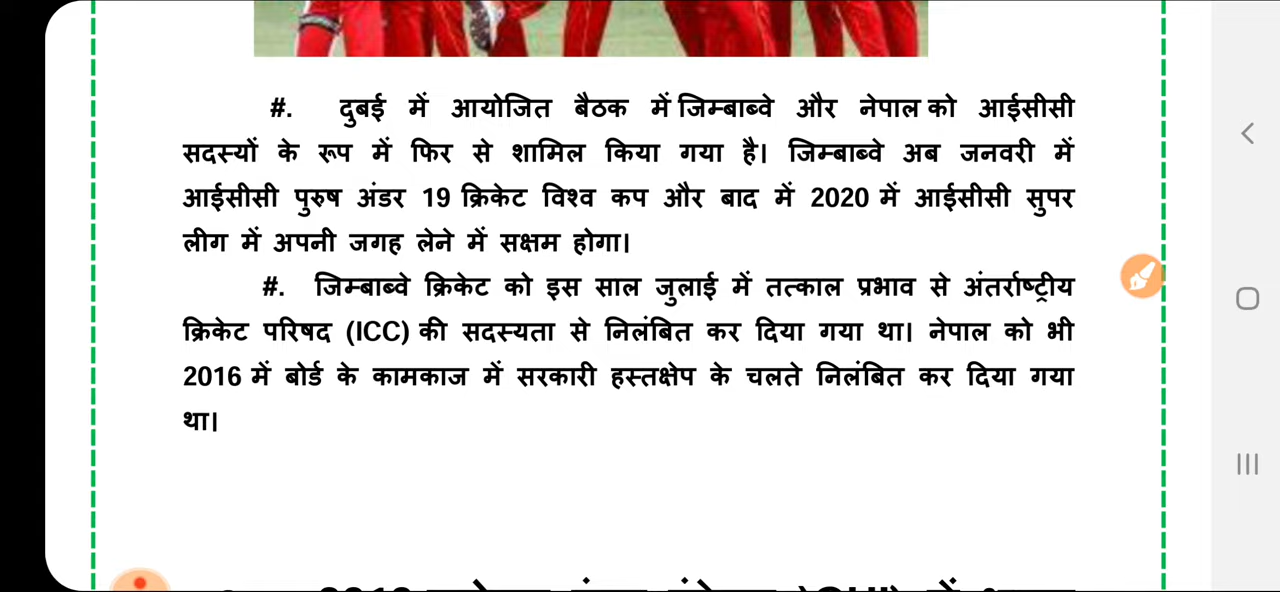 #. दुबई में आयोजित बैठक में जिम्बाब्वे और नेपाल को आईसीसी
सदस्यों के रूप में फिर से शामिल किया गया है। जिम्बाब्वे अब जनवरी में
आईसीसी पुरुष अंडर 19 क्रिकेट विश्व कप और बाद में 2020 में आईसीसी सुपर
लीग में अपनी जगह लेने में सक्षम होगा।
#. जिम्बाब्वे क्रिकेट को इस साल जुलाई में तत्काल प्रभाव से अंतर्राष्ट्रीय
क्रिकेट परिषद (ICC) की सदस्यता से निलंबित कर दिया गया था। नेपाल को भी
2016 में बोर्ड के कामकाज में सरकारी हस्तक्षेप के चलते निलंबित कर दिया गया
था।